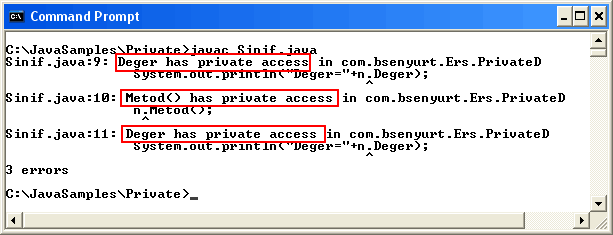 Command Prompt
C:\JavaSamples\Private>javac Sinif.java
Sinif.java:9: Deger has private access in com.bsenyurt.Ers.PrivateD
System.out.println("Deger="+n.Deger);
^
Sinif.java:10: Metod() has private access in com.bsenyurt.Ers.PrivateD
n.Metod();
^
Sinif.java:11: Deger has private access in com.bsenyurt.Ers.PrivateD
System.out.println("Deger="+n.Deger);
^
3 errors
C:\JavaSamples\Private>_